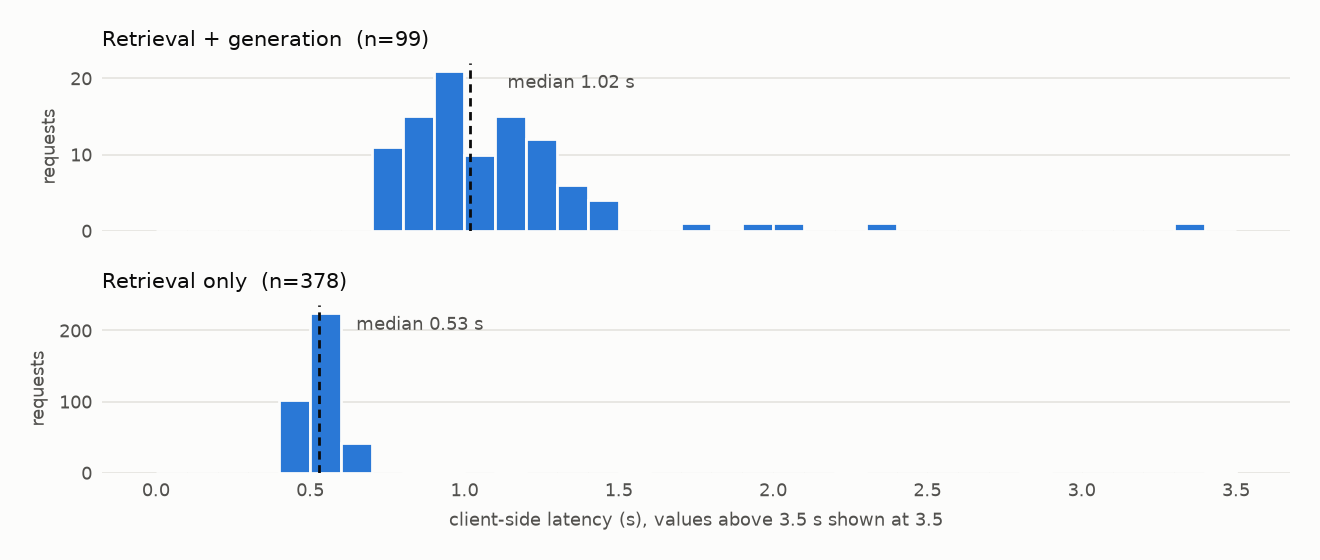 Retrieval + generation (n=99)
median 1.02 s
20
10
0
requests
Retrieval only (n=378)
median 0.53 s
200
100
0
requests
0.0 0.5 1.0 1.5 2.0 2.5 3.0 3.5
client-side latency (s), values above 3.5 s shown at 3.5